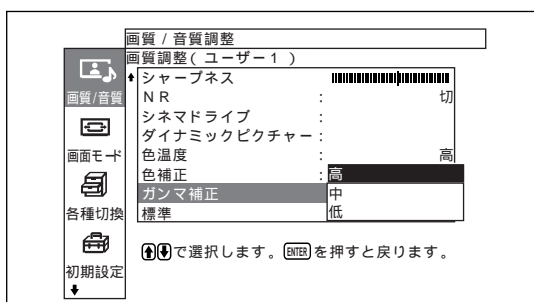 画質 / 音質調整
画質調整( ユーザー1 )
シャープネス
画質/音質
NR : 切
シネマドライブ :
ダイナミックピクチャー :
画面モード
色温度 : 高
色補正 : 高
ガンマ補正 中
各種切換
標準 低
初期設定
で選択します。ENTERを押すと戻ります。